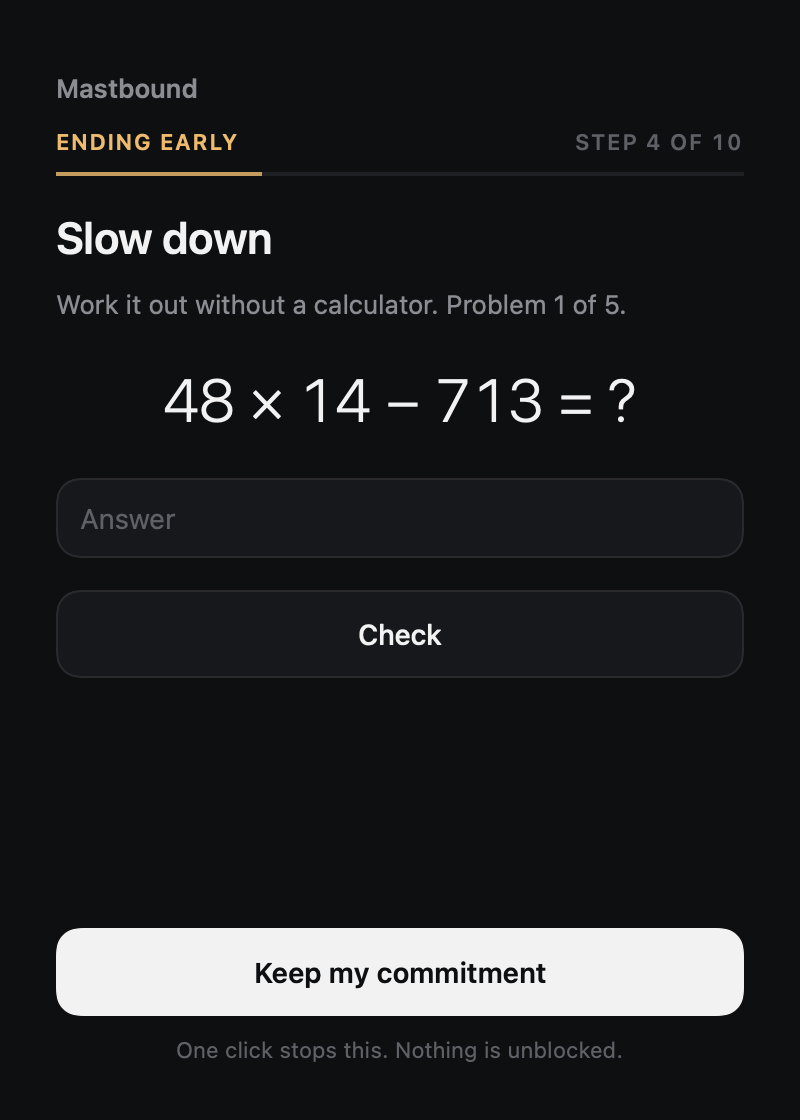 Mastbound
ENDING EARLY STEP 4 OF 10
Slow down
Work it out without a calculator. Problem 1 of 5.
48 × 14 – 713 = ?
Answer
Check
Keep my commitment
One click stops this. Nothing is unblocked.